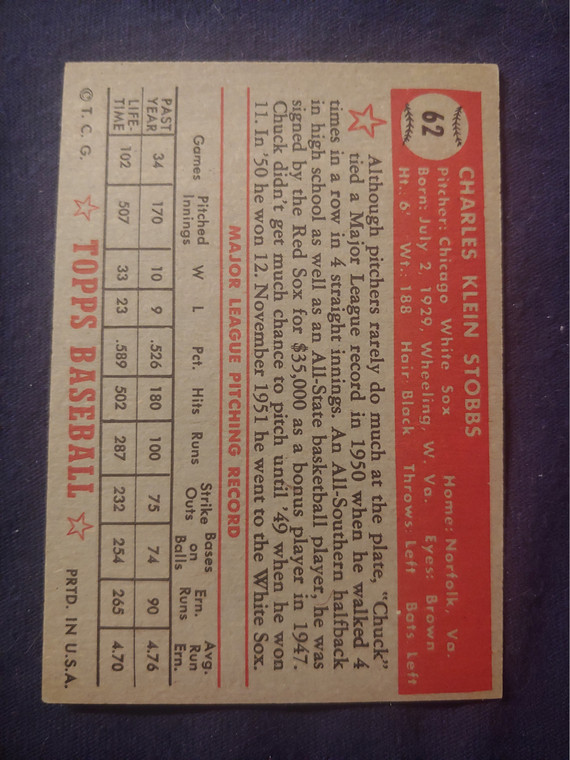 62
CHARLES KLEIN STOBBS
Pitcher: Chicago White Sox Home: Norfolk, Va.
Born: July 2, 1929, Wheeling, W. Va. Eyes: Brown
Ht.: 6' Wt.: 188 Hair Black Throws: Left Bats Left
Although pitchers rarely do much at the plate, "Chuck"
tied a Major League record in 1950 when he walked 4
times in a row in 4 straight innings. An All-Southern halfback
in high school as well as an All-State basketball player, he was
signed by the Red Sox for $35,000 as a bonus player in 1947.
Chuck didn't get much chance to pitch until '49 when he won
11. In '50 he won 12. November 1951 he went to the White Sox.
MAJOR LEAGUE PITCHING RECORD
Games Pitched Innings W L Pct. Hits Runs Strike Outs Bases on Balls Ern. Runs Avg. Run Ern.
PAST YEAR 34 170 10 9 .526 180 100 75 74 90 4.76
LIFE-TIME 102 507 33 23 .589 502 287 232 254 265 4.70
© T. C. G. TOPPS BASEBALL PRTD. IN U.S.A.